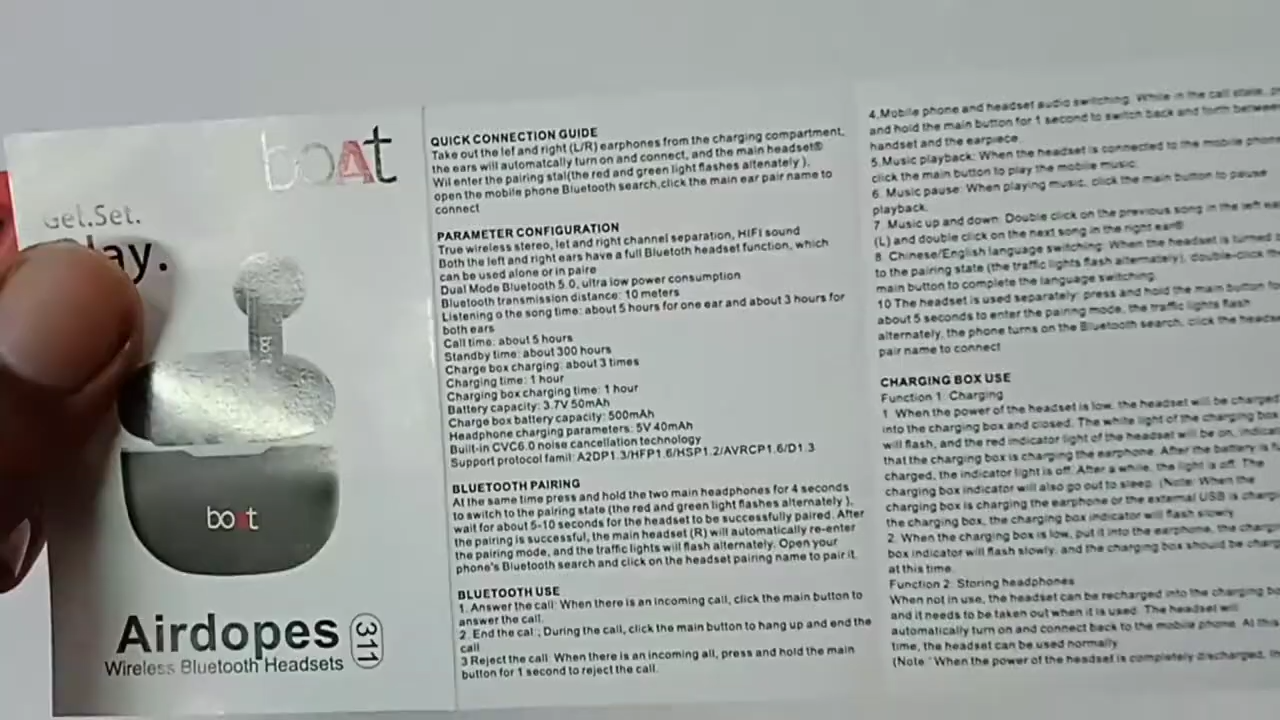 boAt
Get.Set.
lay.
bo t
bo t
Airdopes 311
Wireless Bluetooth Headsets
QUICK CONNECTION GUIDE
Take out the lef and right (L/R) earphones from the charging compartment,
the ears will automatcally turn on and connect, and the main headset®
Wil enter the pairing stal(the red and green light flashes altenately ),
open the mobile phone Bluetooth search,click the main ear pair name to
connect
PARAMETER CONFIGURATION
True wireless stereo, let and right channel separation, HIFI sound
Both the left and right ears have a full Bluetoth headset function, which
can be used alone or in paire
Dual Mode Bluetooth 5.0, ultra low power consumption
Bluetooth transmission distance: 10 meters
Listening o the song time: about 5 hours for one ear and about 3 hours for
both ears
Call time: about 5 hours
Standby time: about 300 hours
Charge box charging: about 3 times
Charging time: 1 hour
Charging box charging time: 1 hour
Battery capacity: 3.7V 50mAh
Charge box battery capacity: 500mAh
Headphone charging parameters: 5V 40mAh
Built-in CVC6.0 noise cancellation technology
Support protocol famil: A2DP1.3/HFP1.6/HSP1.2/AVRCP1.6/D1.3
BLUETOOTH PAIRING
At the same time press and hold the two main headphones for 4 seconds
to switch to the pairing state (the red and green light flashes alternately ),
wait for about 5-10 seconds for the headset to be successfully paired. After
the pairing is successful, the main headset (R) will automatically re-enter
the pairing mode, and the traffic lights will flash alternately. Open your
phone's Bluetooth search and click on the headset pairing name to pair it.
BLUETOOTH USE
1. Answer the call: When there is an incoming call, click the main button to
answer the call.
2. End the cal:; During the call, click the main button to hang up and end the
call
3 Reject the call: When there is an incoming all, press and hold the main
button for 1 second to reject the call.
4.Mobile phone and headset audio switching: While in the call state,
and hold the main button for 1 second to switch back and forth between
handset and the earpiece.
5.Music playback: When the headset is connected to the mobile phone
click the main button to play the mobile music.
6. Music pause: When playing music, click the main button to pause
playback.
7. Music up and down: Double click on the previous song in the left ea
(L) and double click on the next song in the right ear®
8. Chinese/English language switching: When the headset is turned
to the pairing state (the traffic lights flash alternately), double-click the
main button to complete the language switching.
10 The headset is used separately: press and hold the main button for
about 5 seconds to enter the pairing mode, the traffic lights flash
alternately, the phone turns on the Bluetooth search, click the headse
pair name to connect
CHARGING BOX USE
Function 1: Charging
1. When the power of the headset is low, the headset will be charged
into the charging box and closed. The white light of the charging box
will flash, and the red indicator light of the headset will be on, indicat
that the charging box is charging the earphone. After the battery is fu
charged, the indicator light is off. After a while, the light is off. The
charging box indicator will also go out to sleep. (Note: When the
charging box is charging the earphone or the external USB is charg
the charging box, the charging box indicator will flash slowly
2. When the charging box is low, put it into the earphone, the charg
box indicator will flash slowly, and the charging box should be charg
at this time.
Function 2: Storing headphones
When not in use, the headset can be recharged into the charging bo
and it needs to be taken out when it is used. The headset will
automatically turn on and connect back to the mobile phone. At this
time, the headset can be used normally.
(Note: When the power of the headset is completely discharged,